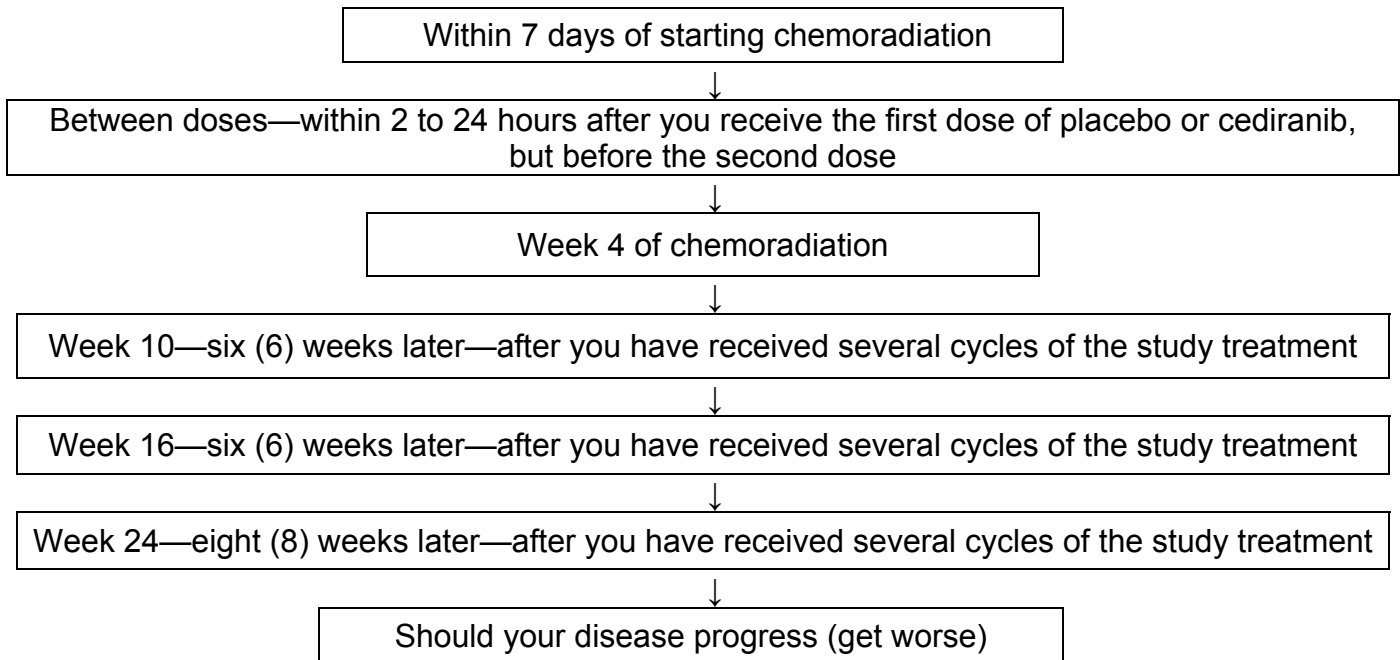 Within 7 days of starting chemoradiation
↓
Between doses—within 2 to 24 hours after you receive the first dose of placebo or cediranib,
but before the second dose
↓
Week 4 of chemoradiation
↓
Week 10—six (6) weeks later—after you have received several cycles of the study treatment
↓
Week 16—six (6) weeks later—after you have received several cycles of the study treatment
↓
Week 24—eight (8) weeks later—after you have received several cycles of the study treatment
↓
Should your disease progress (get worse)